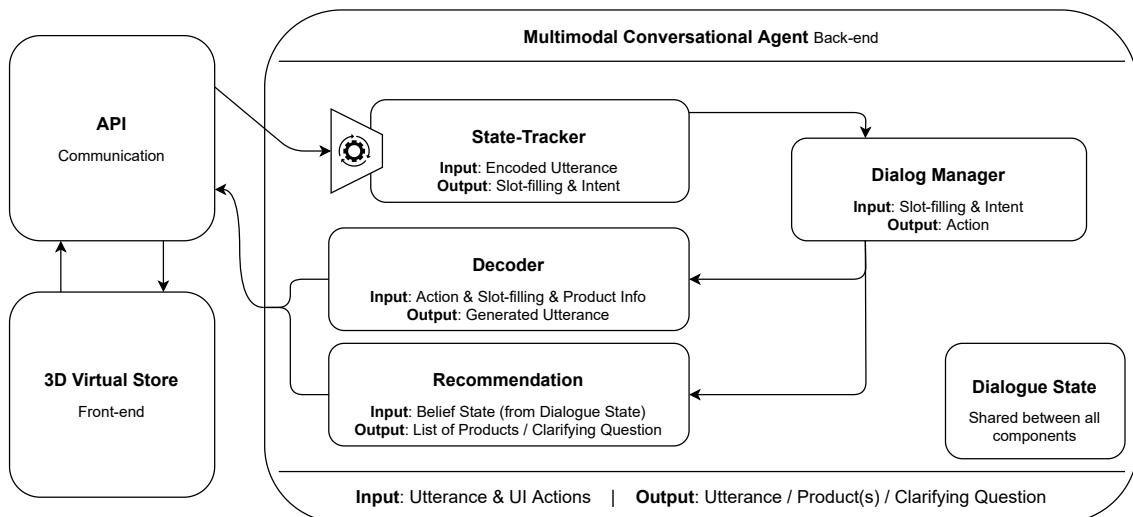 Multimodal Conversational Agent Back-end
API
Communication
State-Tracker
Input: Encoded Utterance
Output: Slot-filling & Intent
Dialog Manager
Input: Slot-filling & Intent
Output: Action
Decoder
Input: Action & Slot-filling & Product Info
Output: Generated Utterance
3D Virtual Store
Front-end
Recommendation
Input: Belief State (from Dialogue State)
Output: List of Products / Clarifying Question
Dialogue State
Shared between all
components
Input: Utterance & UI Actions | Output: Utterance / Product(s) / Clarifying Question